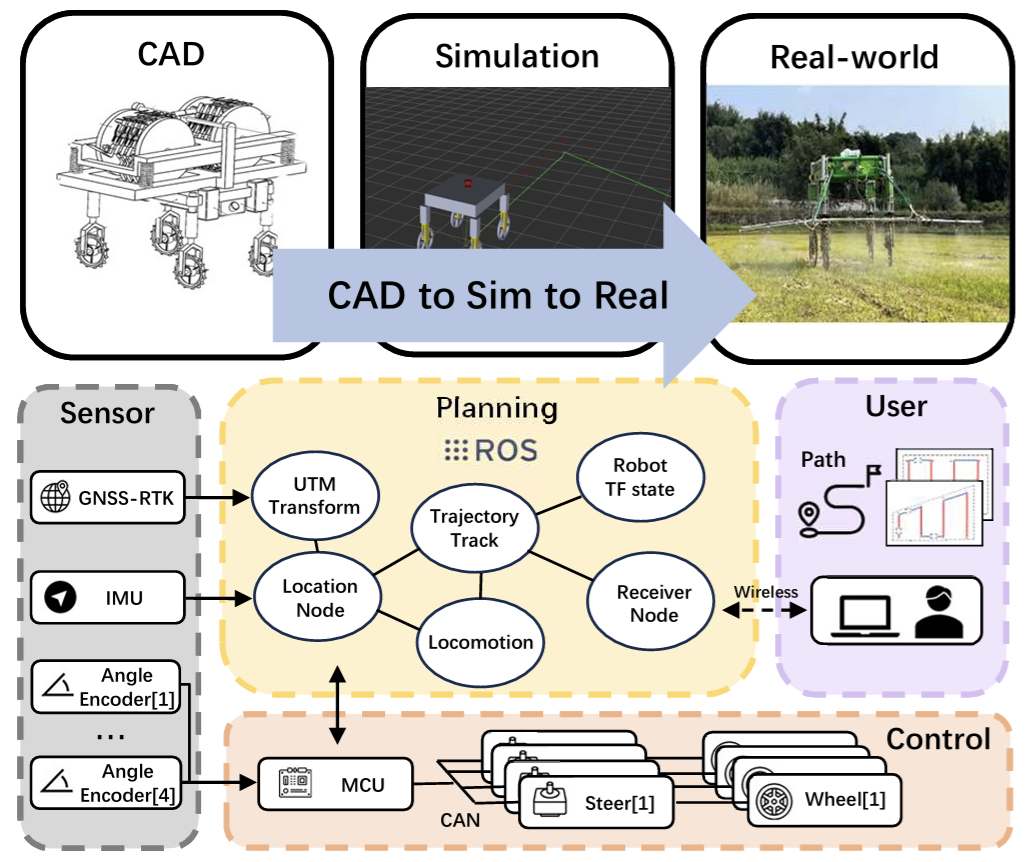 CAD
Simulation
Real-world
CAD to Sim to Real
Sensor
GNSS-RTK
IMU
Angle
Encoder[1]
...
Angle
Encoder[4]
Planning
ROS
UTM
Transform
Location
Node
Trajectory
Track
Locomotion
Robot
TF state
Receiver
Node
Wireless
User
Path
Control
MCU
CAN
Steer[1]
Wheel[1]